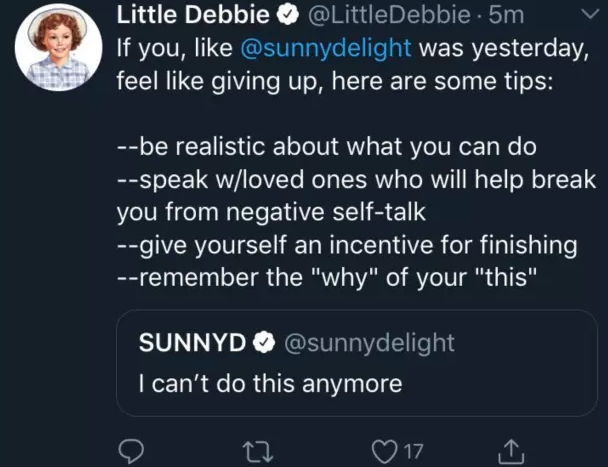 Little Debbie @LittleDebbie · 5m
If you, like @sunnydelight was yesterday,
feel like giving up, here are some tips:
--be realistic about what you can do
--speak w/loved ones who will help break
you from negative self-talk
--give yourself an incentive for finishing
--remember the "why" of your "this"
SUNNYD @sunnydelight
I can't do this anymore
17